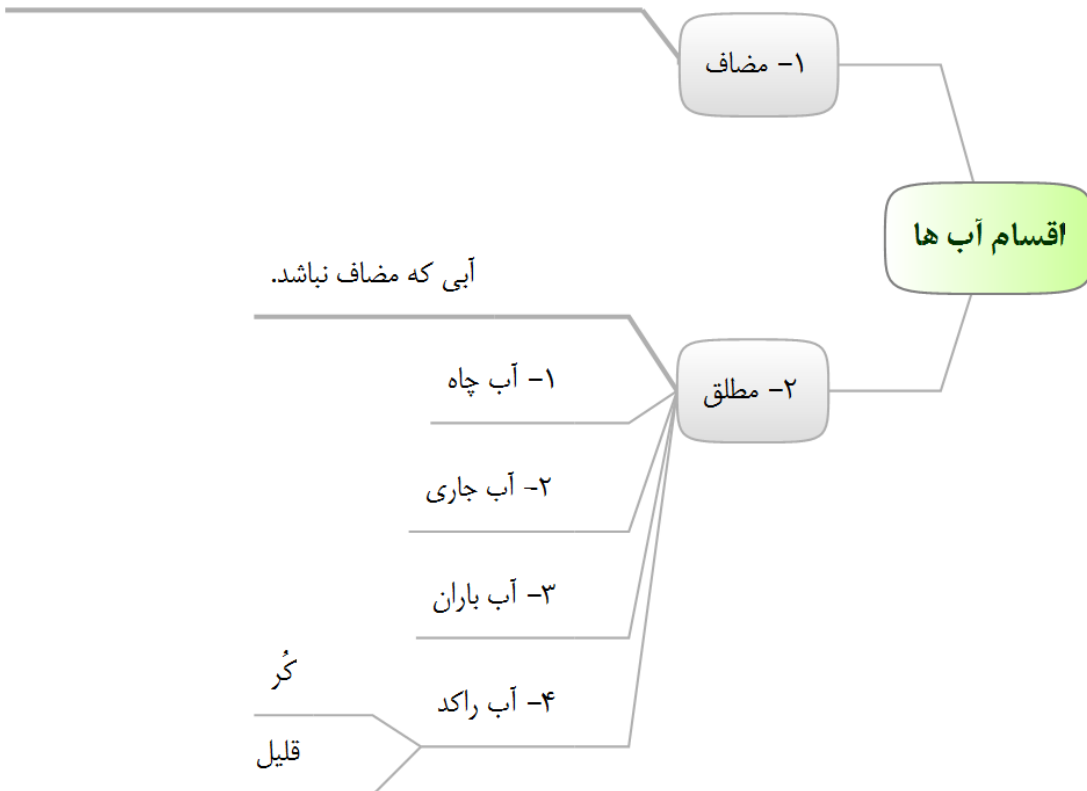 اقسام آب ها
۱- مضاف
۲- مطلق
آبی که مضاف نباشد.
۱- آب چاه
۲- آب جاری
۳- آب باران
۴- آب راکد
کُر
قلیل